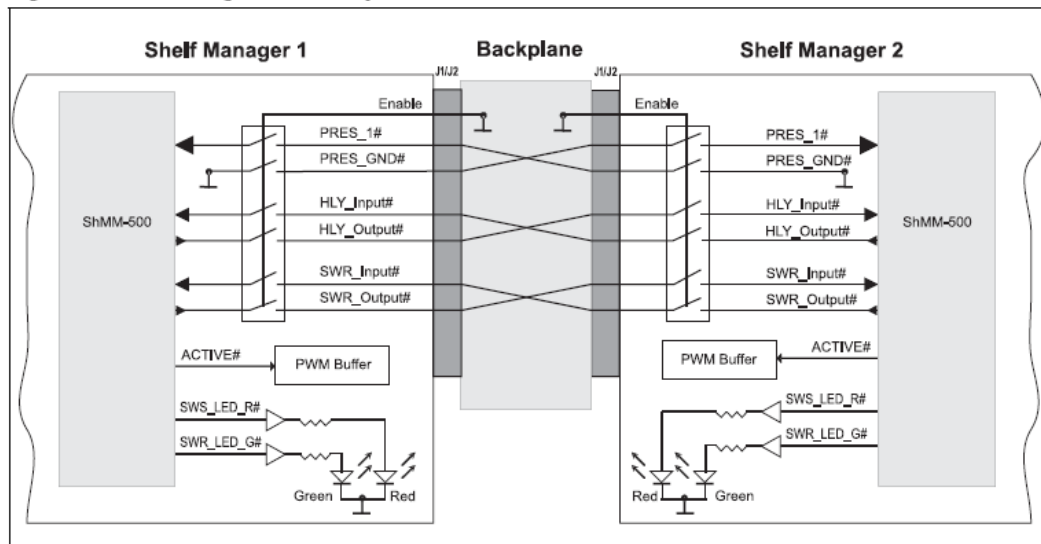 Shelf Manager 1
Backplane
Shelf Manager 2
J1/J2
J1/J2
Enable
Enable
PRES_1#
PRES_GND#
HLY_Input#
HLY_Output#
SWR_Input#
SWR_Output#
PRES_1#
PRES_GND#
HLY_Input#
HLY_Output#
SWR_Input#
SWR_Output#
ShMM-500
ShMM-500
ACTIVE#
PWM Buffer
PWM Buffer
ACTIVE#
SWS_LED_R#
SWR_LED_G#
SWS_LED_R#
SWR_LED_G#
Green
Red
Red
Green